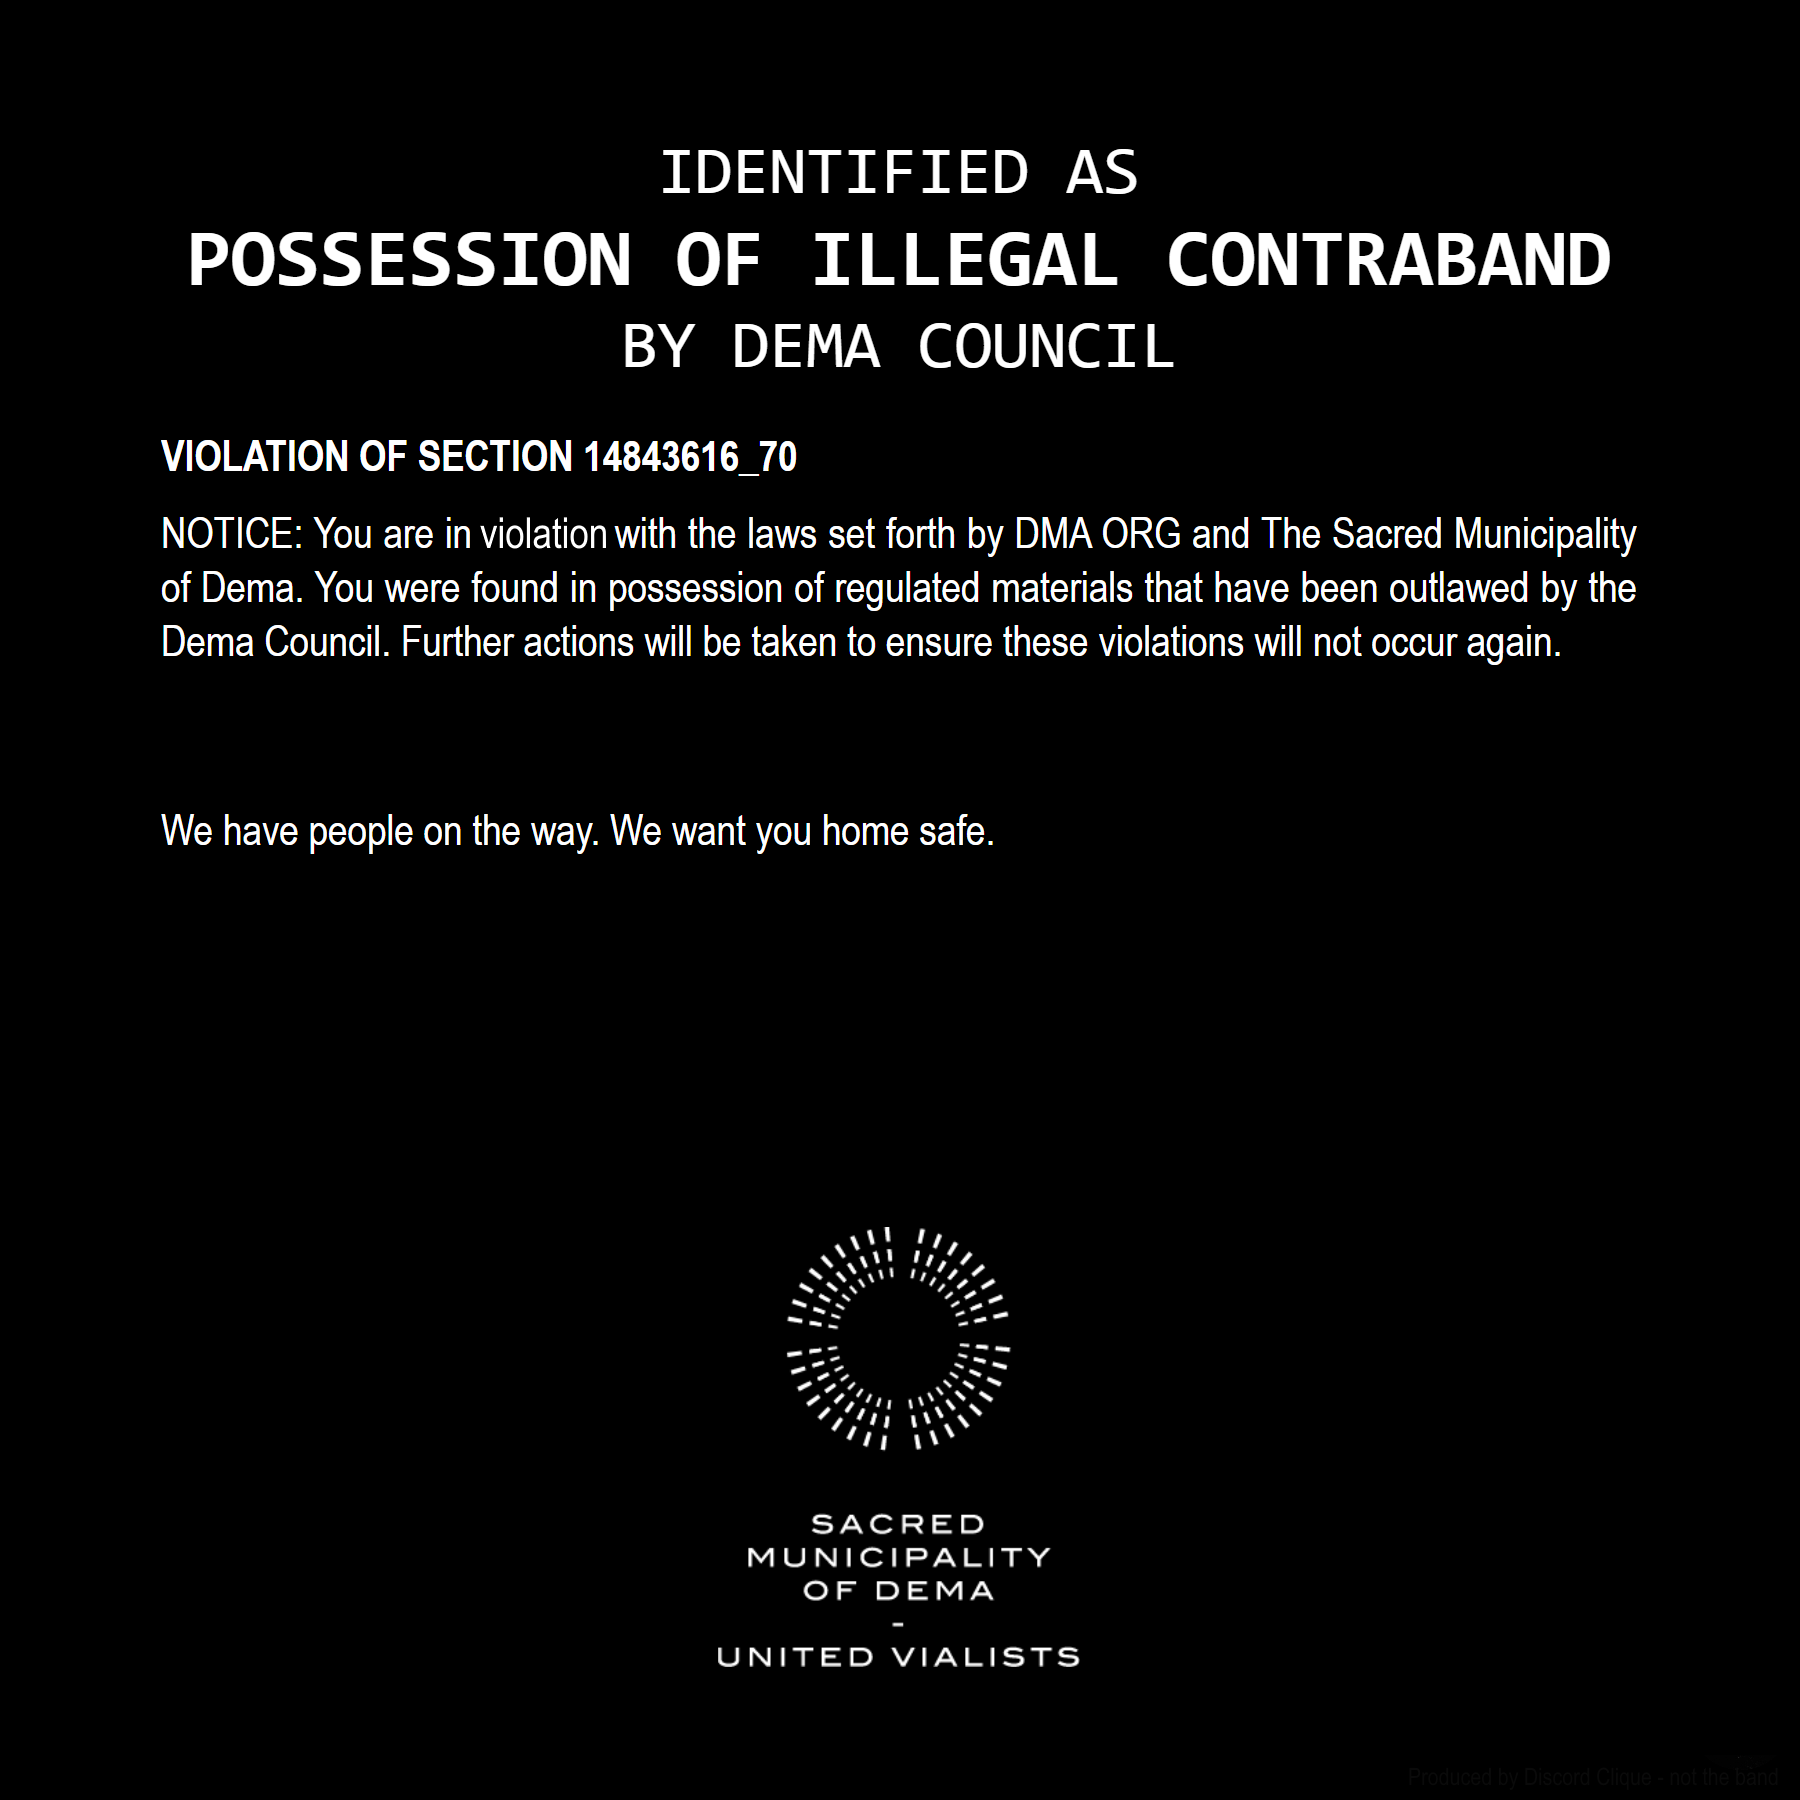 IDENTIFIED AS
POSSESSION OF ILLEGAL CONTRABAND
BY DEMA COUNCIL
VIOLATION OF SECTION 14843616_70
NOTICE: You are in violation with the laws set forth by DMA ORG and The Sacred Municipality
of Dema. You were found in possession of regulated materials that have been outlawed by the
Dema Council. Further actions will be taken to ensure these violations will not occur again.
We have people on the way. We want you home safe.
SACRED
MUNICIPALITY
OF DEMA
-
UNITED VIALISTS
Produced by Discord Clique - not the band